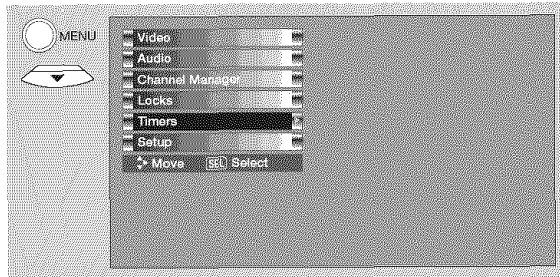 MENU
Video
Audio
Channel Manager
Locks
Timers
Setup
Move SEL Select